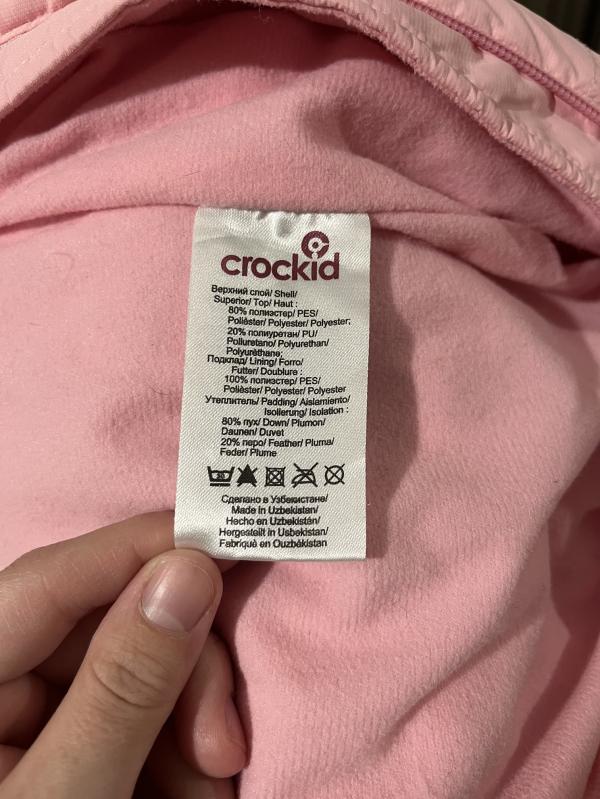 crockid
Верхний слой/ Shell/
Superior/ Top/ Haut :
80% полиэстер/ PES/
Poliéster/ Polyester/ Polyester;
20% полиуретан/ PU/
Poliuretano/ Polyurethan/
Polyuréthane;
Подклад/ Lining/ Forro/
Futter/ Doublure :
100% полиэстер/ PES/
Poliéster/ Polyester/ Polyester
Утеплитель/ Padding/ Aislamiento/
Isolierung/ Isolation :
80% пух/ Down/ Plumon/
Daunen/ Duvet
20% перо/ Feather/ Pluma/
Feder/ Plume
30
Сделано в Узбекистане/
Made in Uzbekistan/
Hecho en Uzbekistán/
Hergestellt in Usbekistan/
Fabriqué en Ouzbékistan